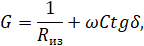 G = 1/Rиз + ωCtgδ,